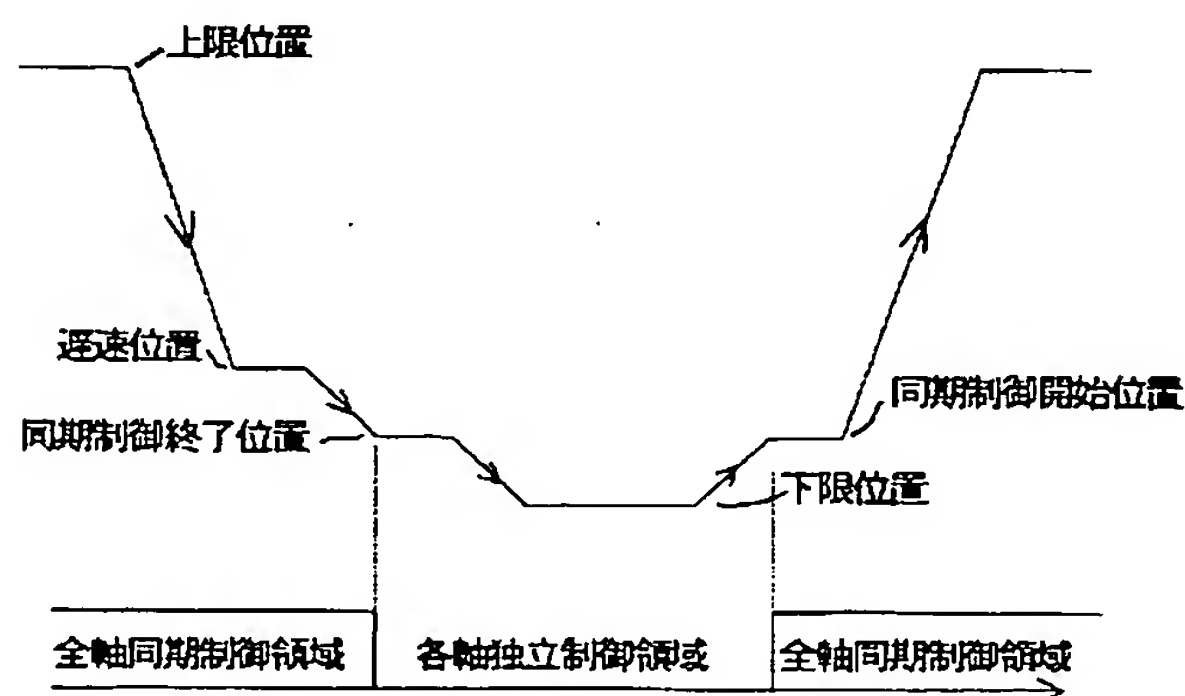 上限位置
遅速位置
同期制御開始位置
同期制御終了位置
下限位置
全軸同期制御領域
各軸独立制御領域
全軸同期制御領域